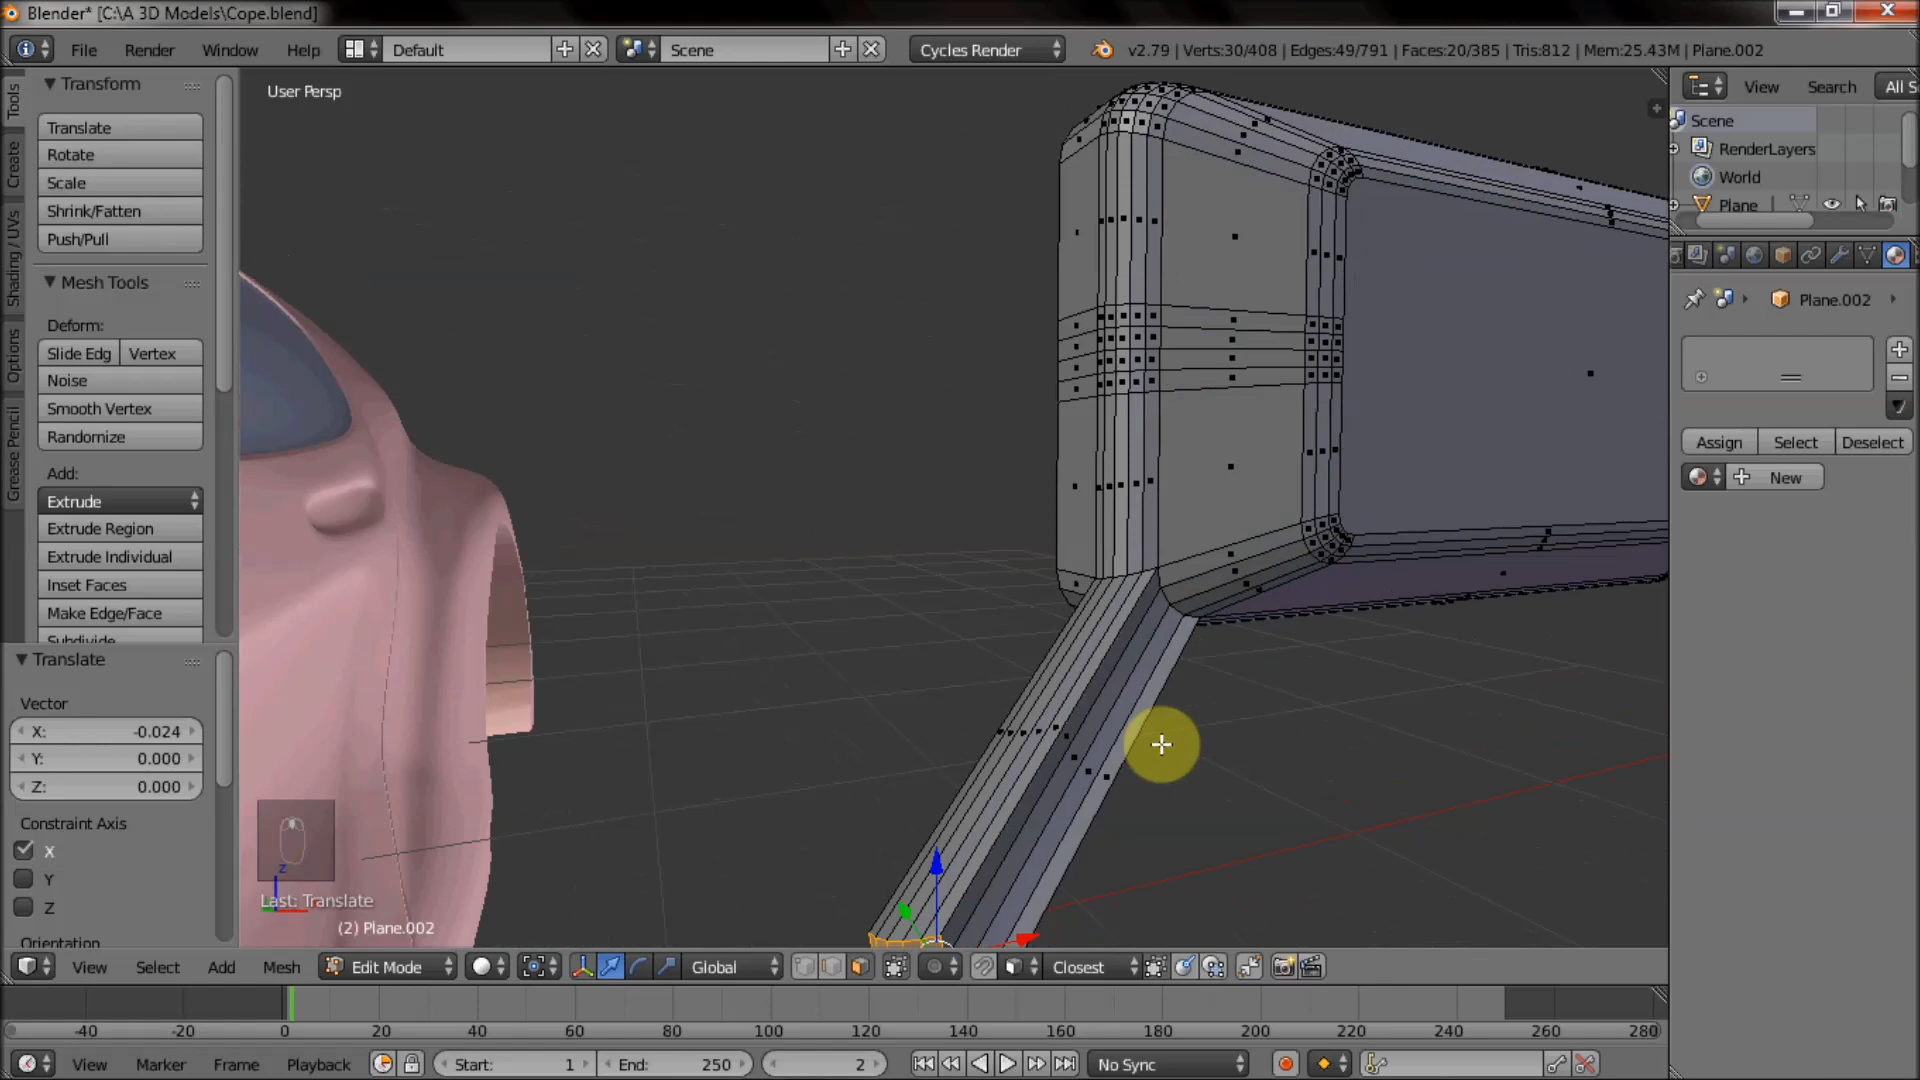 Blender* [C:\A 3D Models\Cope.blend]
File Render Window Help Default Scene Cycles Render v2.79 | Verts:30/408 | Edges:49/791 | Faces:20/385 | Tris:812 | Mem:25.43M | Plane.002
Tools
Create
Shading / UVs
Options
Grease Pencil
Transform
Translate
Rotate
Scale
Shrink/Fatten
Push/Pull
Mesh Tools
Deform:
Slide Edg Vertex
Noise
Smooth Vertex
Randomize
Add:
Extrude
Extrude Region
Extrude Individual
Inset Faces
Make Edge/Face
Subdivide
Translate
Vector
X: -0.024
Y: 0.000
Z: 0.000
Constraint Axis
X
Y
Z
Orientation
User Persp
z
Last: Translate
(2) Plane.002
View Search All S
Scene
RenderLayers
World
Plane
Plane.002
Assign Select Deselect
New
View Select Add Mesh Edit Mode Global Closest
-40 -20 0 20 40 60 80 100 120 140 160 180 200 220 240 260 280
View Marker Frame Playback Start: 1 End: 250 2 No Sync